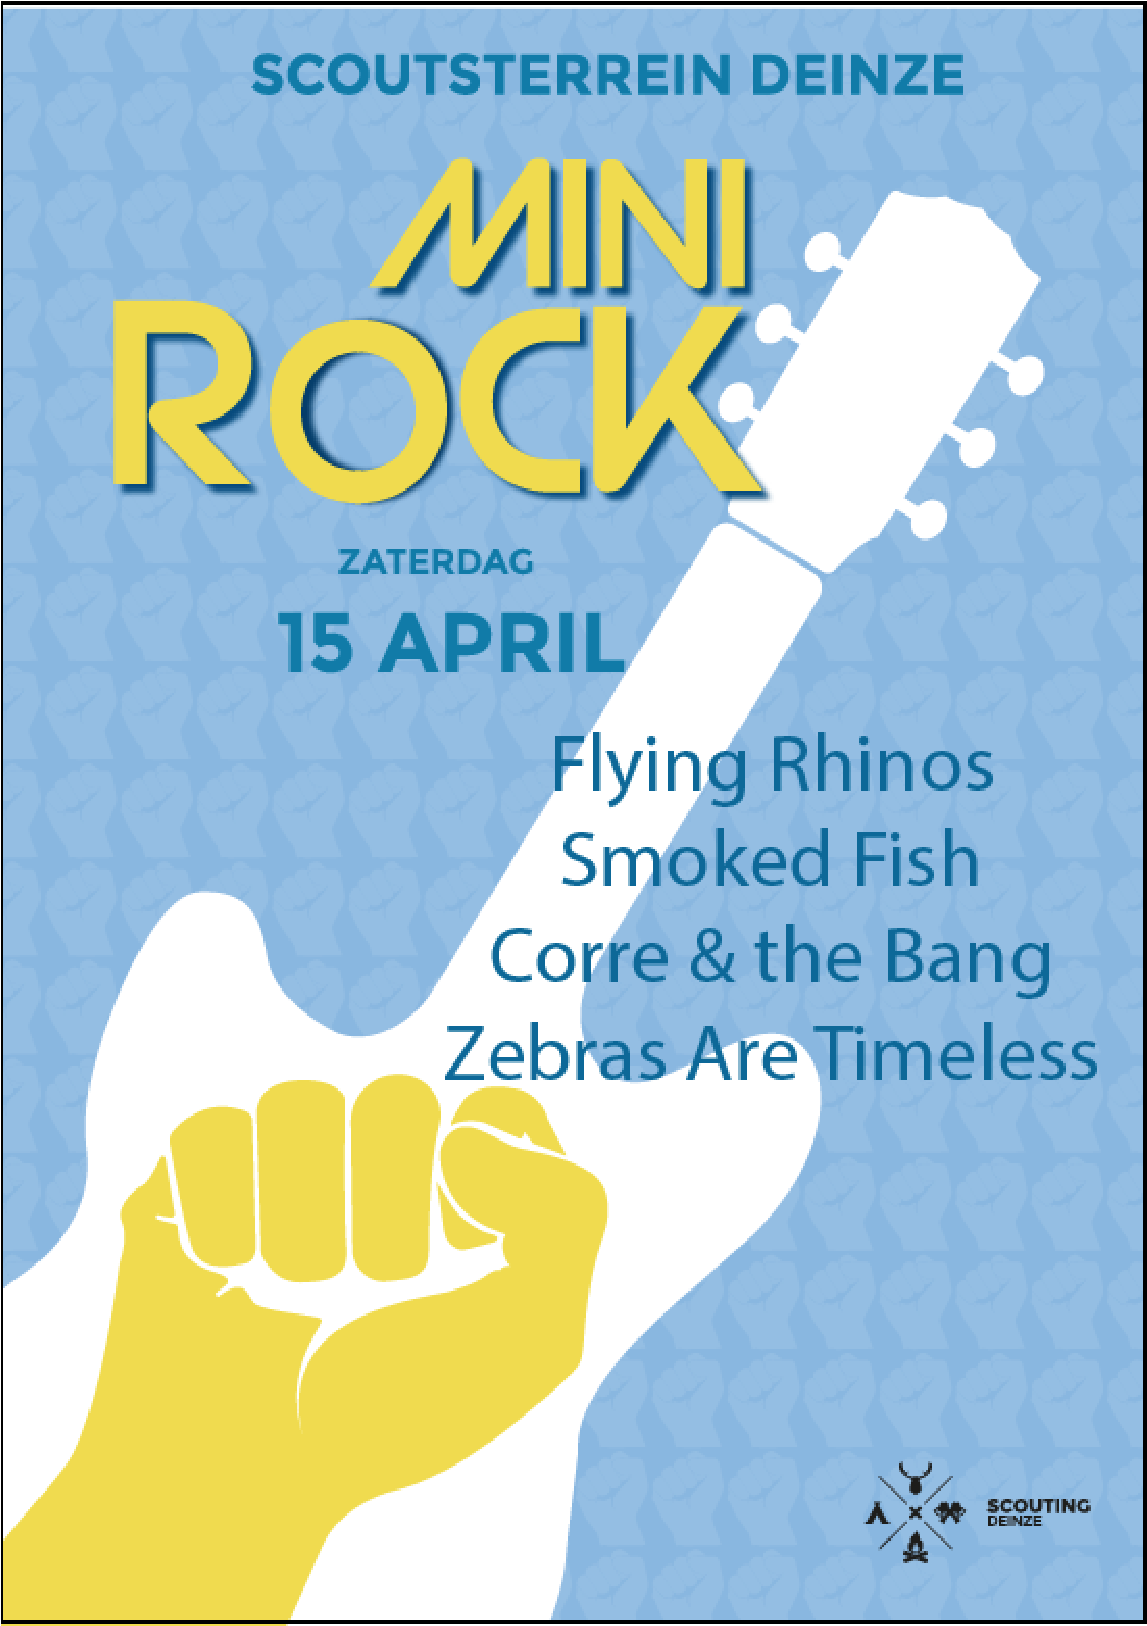 SCOUTSTERREIN DEINZE
MINI
ROCK
ZATERDAG
15 APRIL
Flying Rhinos
Smoked Fish
Corre & the Bang
Zebras Are Timeless
SCOUTING
DEINZE